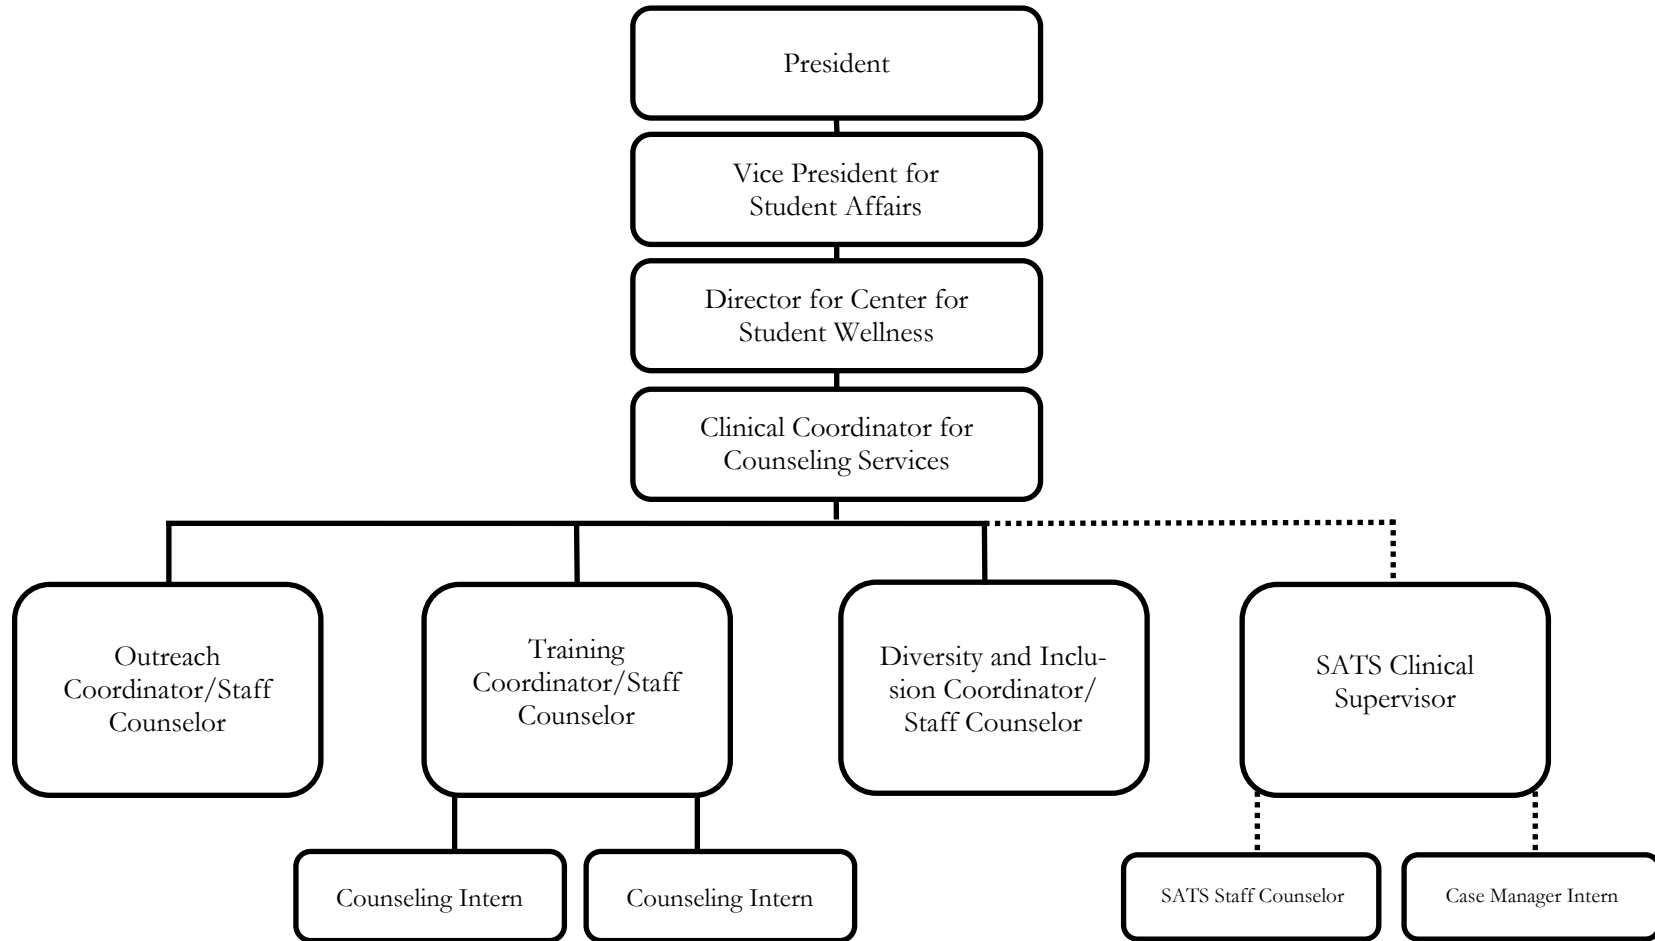 President
Vice President for
Student Affairs
Director for Center for
Student Wellness
Clinical Coordinator for
Counseling Services
Outreach
Coordinator/Staff
Counselor
Training
Coordinator/Staff
Counselor
Diversity and Inclu-
sion Coordinator/
Staff Counselor
SATS Clinical
Supervisor
Counseling Intern
Counseling Intern
SATS Staff Counselor
Case Manager Intern